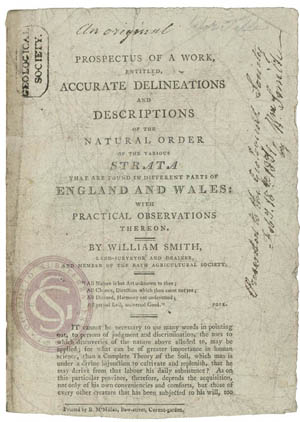 An original
GEOLOGICAL
SOCIETY.
PROSPECTUS OF A WORK,
ENTITLED,
ACCURATE DELINEATIONS
AND
DESCRIPTIONS
OF THE
NATURAL ORDER
OF THE VARIOUS
STRATA
THAT ARE FOUND IN DIFFERENT PARTS OF
ENGLAND AND WALES:
WITH
PRACTICAL OBSERVATIONS
THEREON.
BY WILLIAM SMITH,
LAND-SURVEYOR AND DRAINER,
AND MEMBER OF THE BATH AGRICULTURAL SOCIETY.
"All Nature is but Art unknown to thee;
All Chance, Direction which thou canst not see;
All Discord, Harmony not understood;
All partial Evil, universal Good."
POPE.
IT cannot be necessary to use many words in pointing
out, to persons of judgment and discrimination, the uses to
which discoveries of the nature above alluded to, may be
applied; for what can be of greater importance in human
science, than a Complete Theory of the Soil, which man is
under a divine injunction to cultivate and replenish, that he
may derive from that labour his daily subsistence? As on
this particular province, therefore, depends the acquisition,
not only of his own conveniencies and comforts, but those of
every other creature that has been subjected to his will, too
Printed by B. McMillan, Bow-street, Covent-garden.
Presented to the Geological Society
by Wm Smith